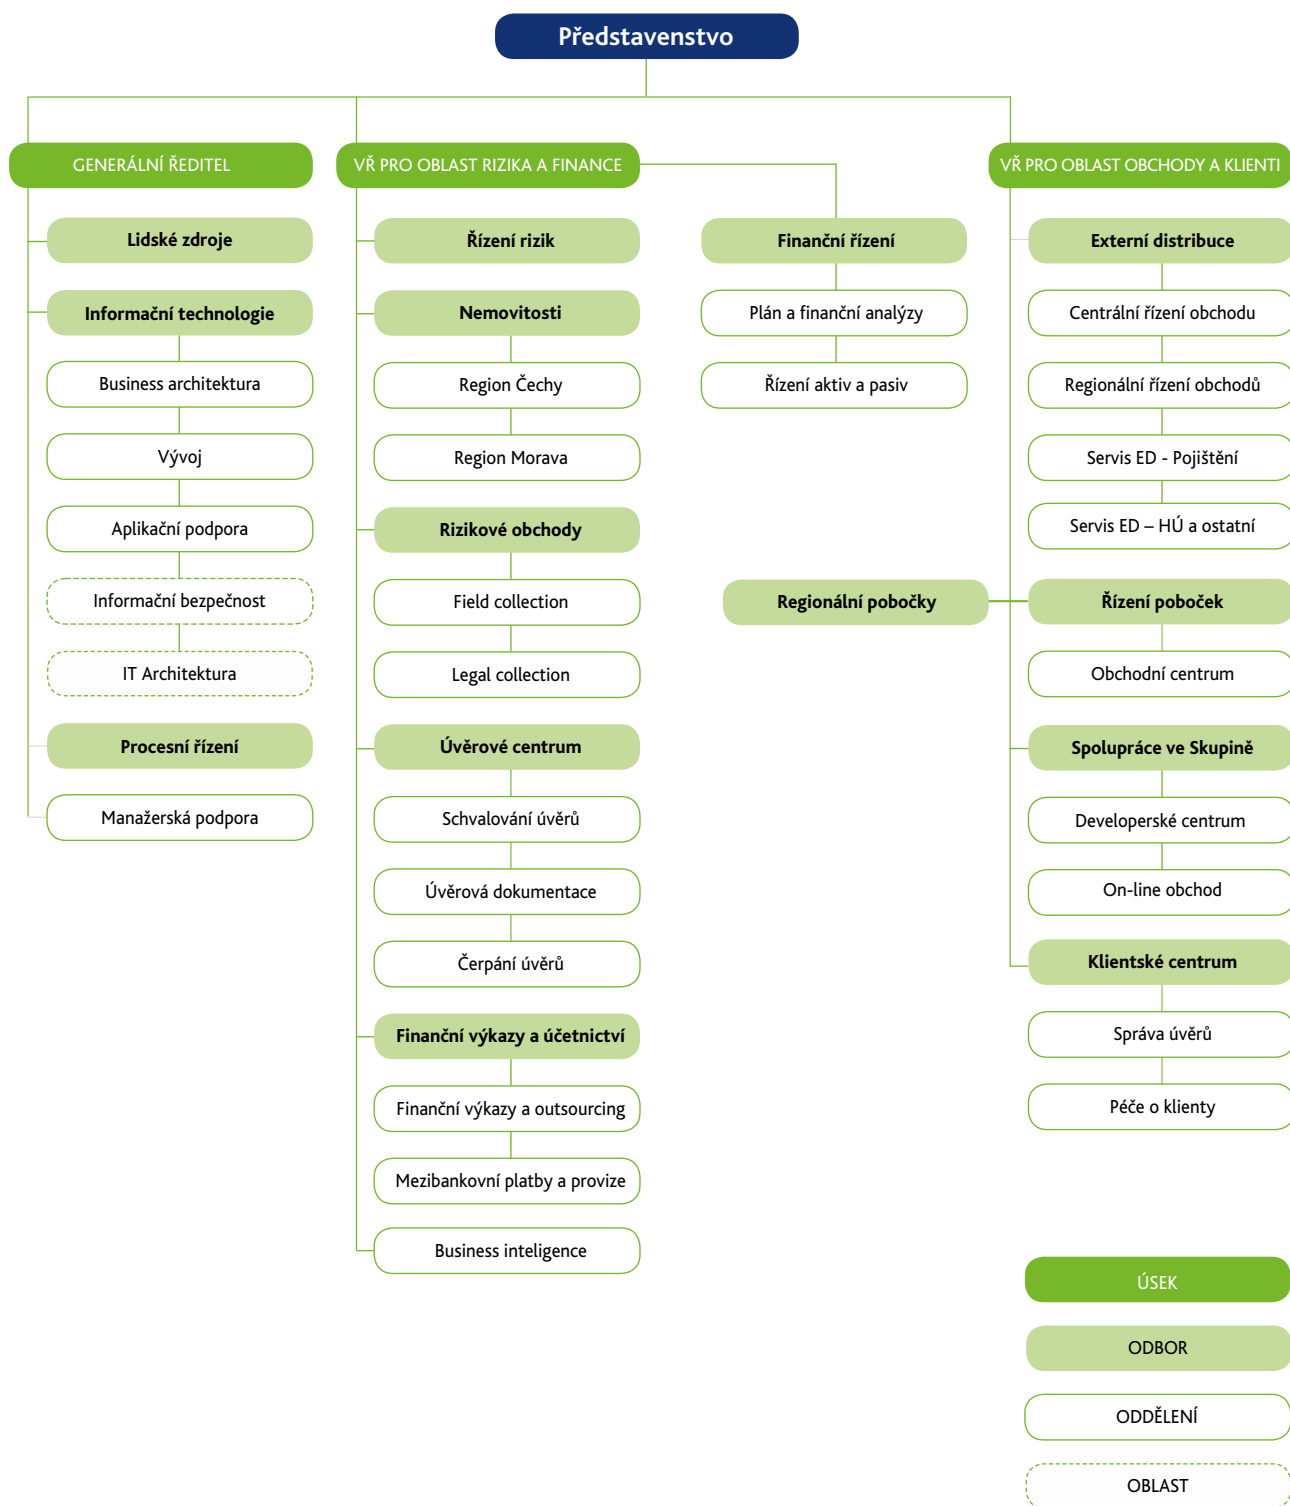 Představenstvo
GENERÁLNÍ ŘEDITEL
Lidské zdroje
Informační technologie
Business architektura
Vývoj
Aplikační podpora
Informační bezpečnost
IT Architektura
Procesní řízení
Manažerská podpora
VŘ PRO OBLAST RIZIKA A FINANCE
Řízení rizik
Nemovitosti
Region Čechy
Region Morava
Rizikové obchody
Field collection
Legal collection
Úvěrové centrum
Schvalování úvěrů
Úvěrová dokumentace
Čerpání úvěrů
Finanční výkazy a účetnictví
Finanční výkazy a outsourcing
Mezibankovní platby a provize
Business inteligence
Finanční řízení
Plán a finanční analýzy
Řízení aktiv a pasiv
VŘ PRO OBLAST OBCHODY A KLIENTI
Externí distribuce
Centrální řízení obchodu
Regionální řízení obchodů
Servis ED - Pojištění
Servis ED – HÚ a ostatní
Regionální pobočky
Řízení poboček
Obchodní centrum
Spolupráce ve Skupině
Developerské centrum
On-line obchod
Klientské centrum
Správa úvěrů
Péče o klienty
ÚSEK
ODBOR
ODDĚLENÍ
OBLAST